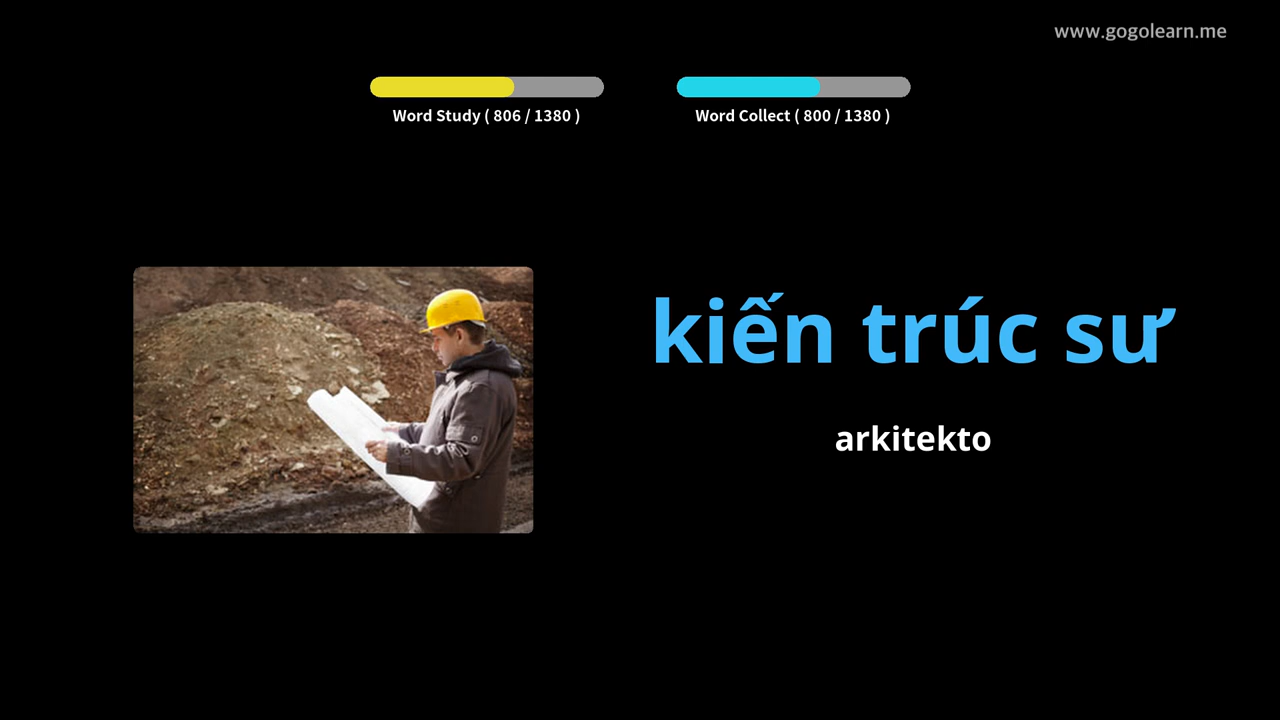 www.gogolearn.me
Word Study ( 806 / 1380 )
Word Collect ( 800 / 1380 )
kiến trúc sư
arkitekto